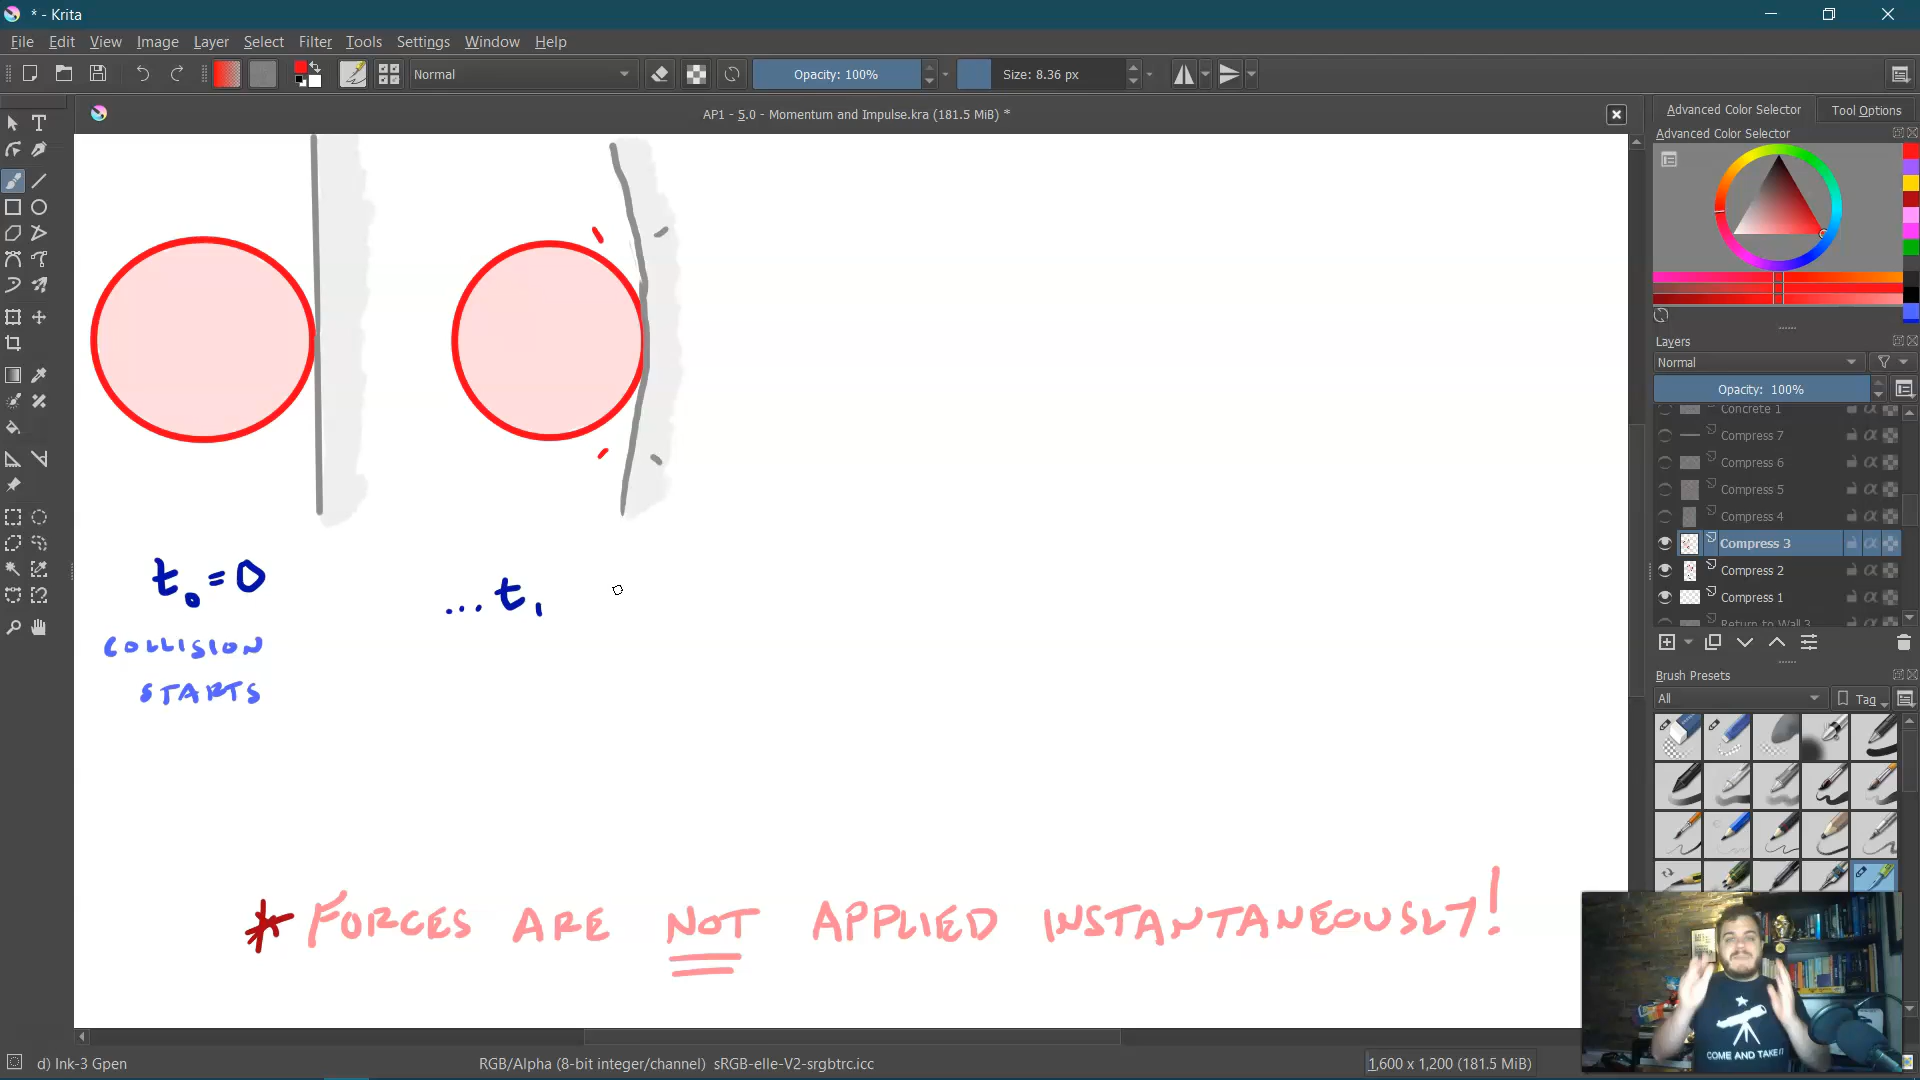 * - Krita
File Edit View Image Layer Select Filter Tools Settings Window Help
Normal Opacity: 100% Size: 8.36 px
AP1 - 5.0 - Momentum and Impulse.kra (181.5 MiB) *
Advanced Color Selector Tool Options
Advanced Color Selector
Layers
Normal
Opacity: 100%
Concrete 1
Compress 7
Compress 6
Compress 5
Compress 4
Compress 3
Compress 2
Compress 1
Return to Wall 3
Brush Presets
All Tag
t₀ = 0
COLLISION
STARTS
... t₁
* FORCES ARE NOT APPLIED INSTANTANEOUSLY!
COME AND TAKE IT
d) Ink-3 Gpen RGB/Alpha (8-bit integer/channel) sRGB-elle-V2-srgbtrc.icc 1,600 x 1,200 (181.5 MiB)